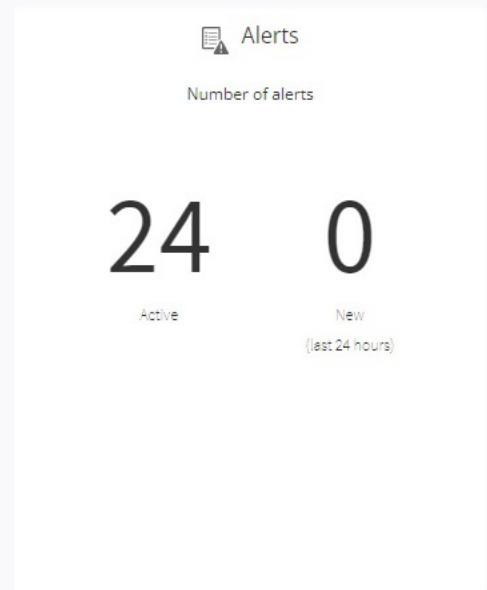 Alerts
Number of alerts
24 0
Active New
(last 24 hours)